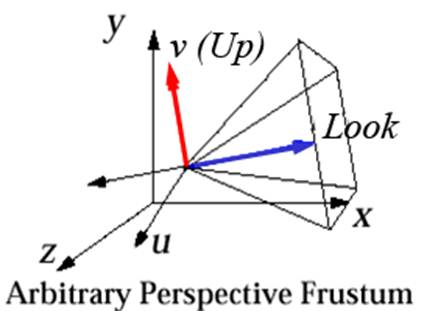 y
v (Up)
Look
x
z
u
Arbitrary Perspective Frustum